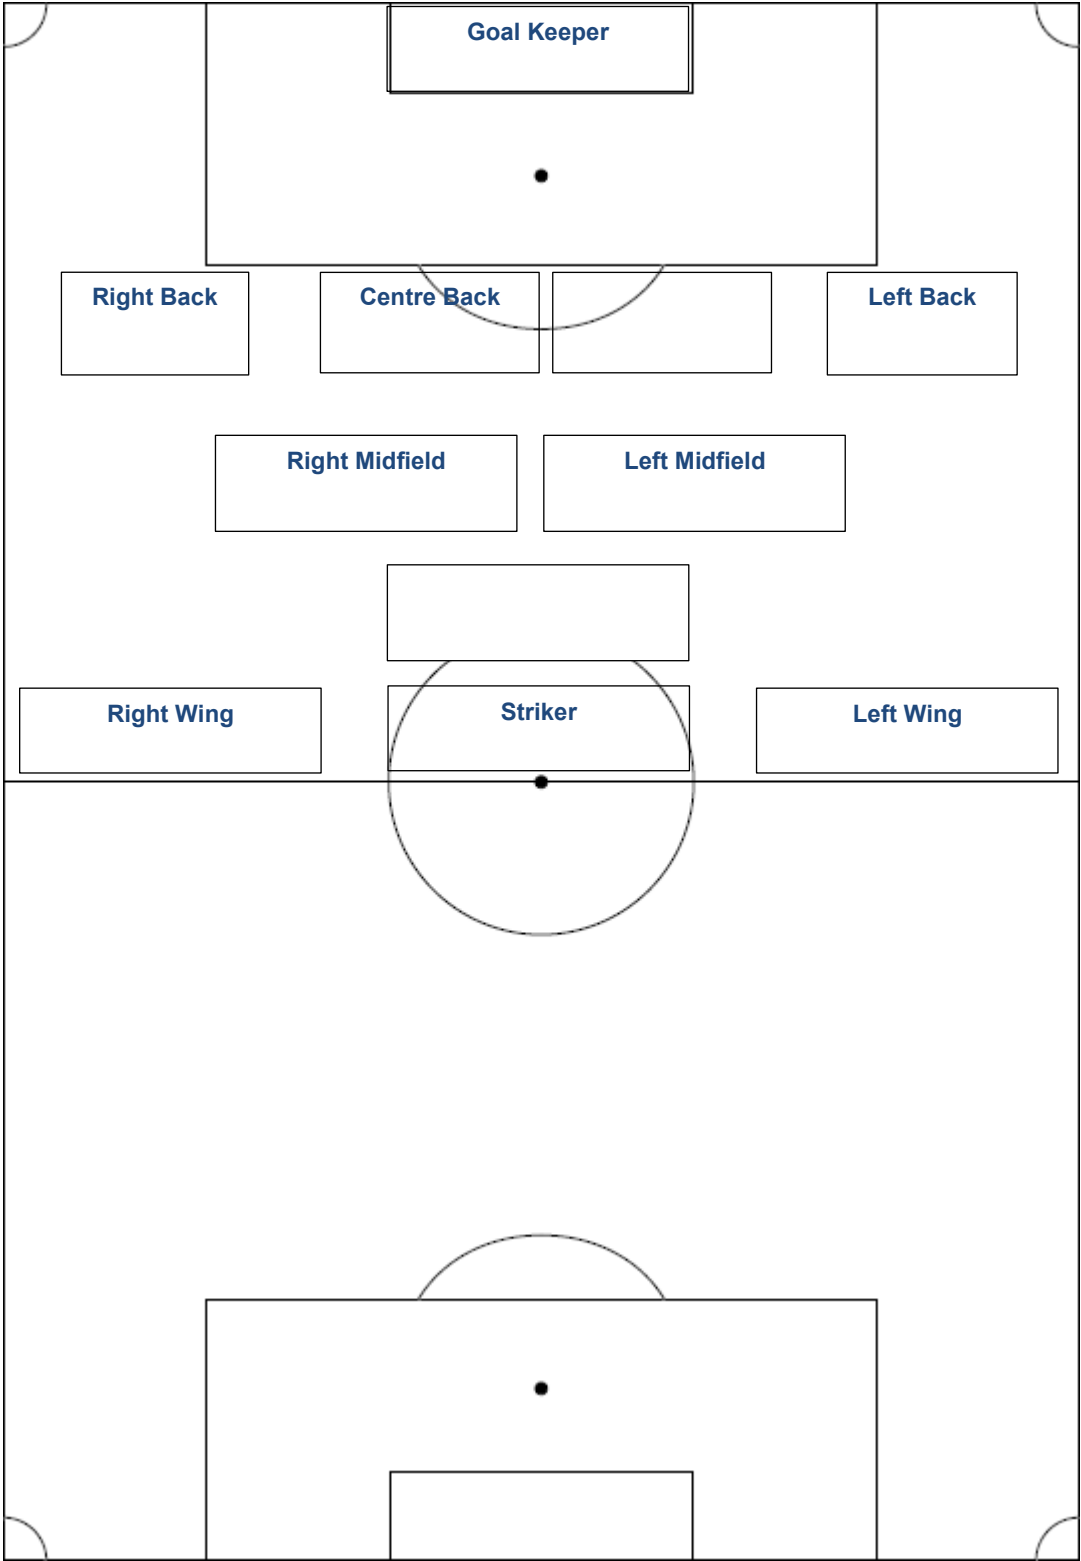 Goal Keeper
Right Back
Centre Back
Left Back
Right Midfield
Left Midfield
Right Wing
Striker
Left Wing